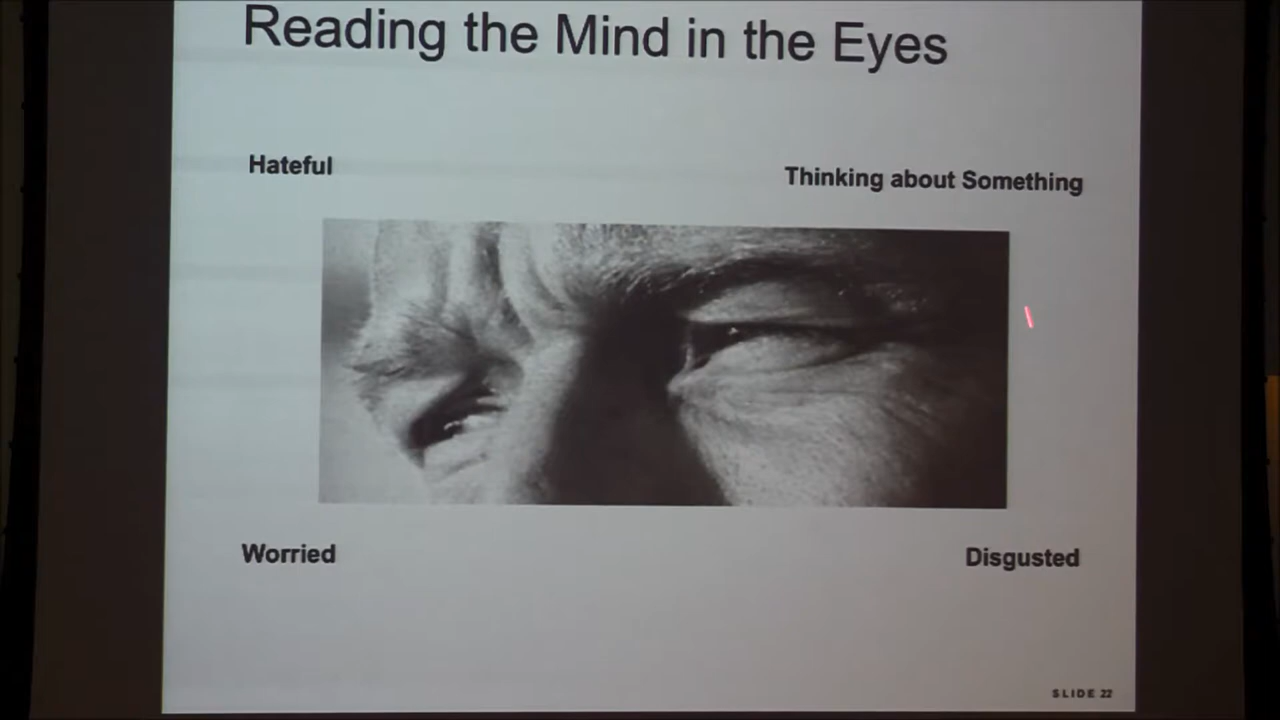 Reading the Mind in the Eyes
Hateful
Thinking about Something
Worried
Disgusted
SLIDE 22